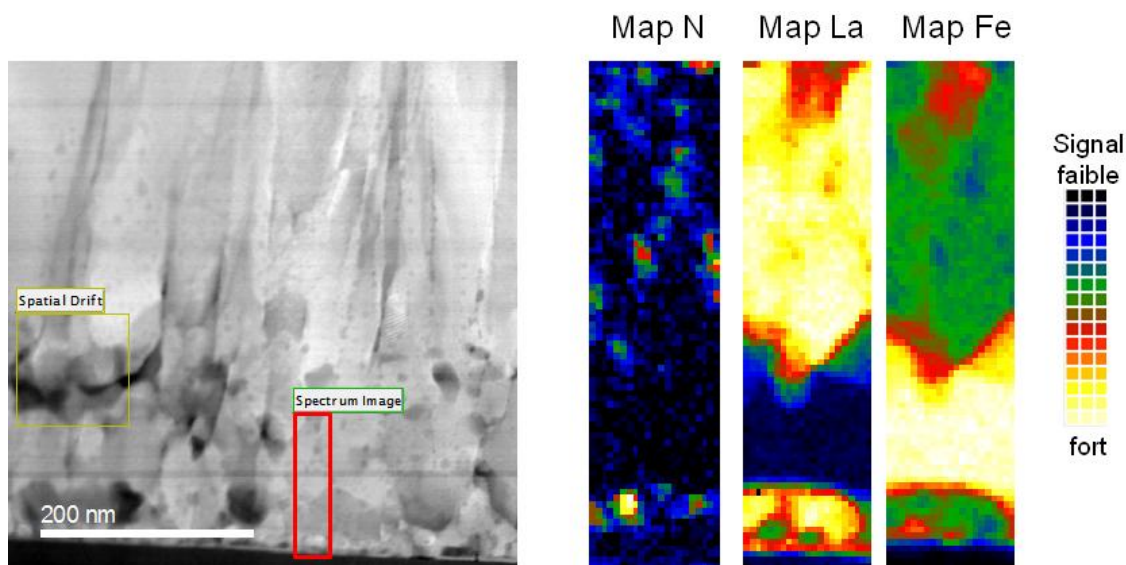 Map N
Map La
Map Fe
Spatial Drift
Spectrum Image
200 nm
Signal
faible
fort